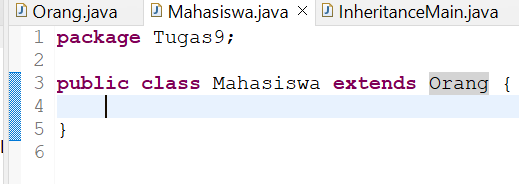 Orang.java Mahasiswa.java InheritanceMain.java
1 package Tugas9;
2
3 public class Mahasiswa extends Orang {
4
5 }
6